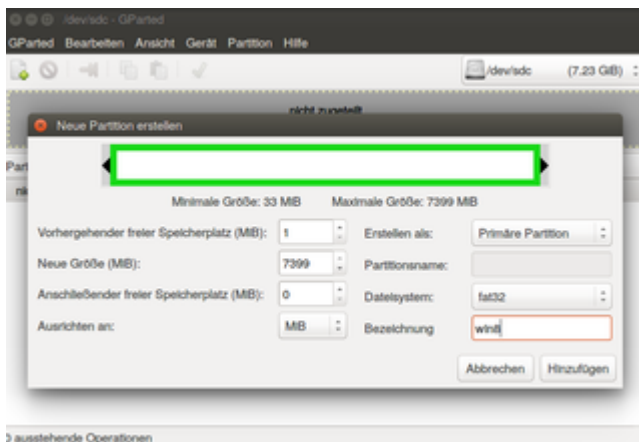 /dev/sdc - GParted
GParted Bearbeiten Ansicht Gerät Partition Hilfe
/dev/sdc (7.23 GiB)
nicht zugeteilt
Neue Partition erstellen
Part
Minimale Größe: 33 MiB Maximale Größe: 7399 MiB
Vorhergehender freier Speicherplatz (MiB): 1 Erstellen als: Primäre Partition
Neue Größe (MiB): 7399 Partitionsname:
Anschließender freier Speicherplatz (MiB): 0 Dateisystem: fat32
Ausrichten an: MiB Bezeichnung win8
Abbrechen Hinzufügen
0 ausstehende Operationen